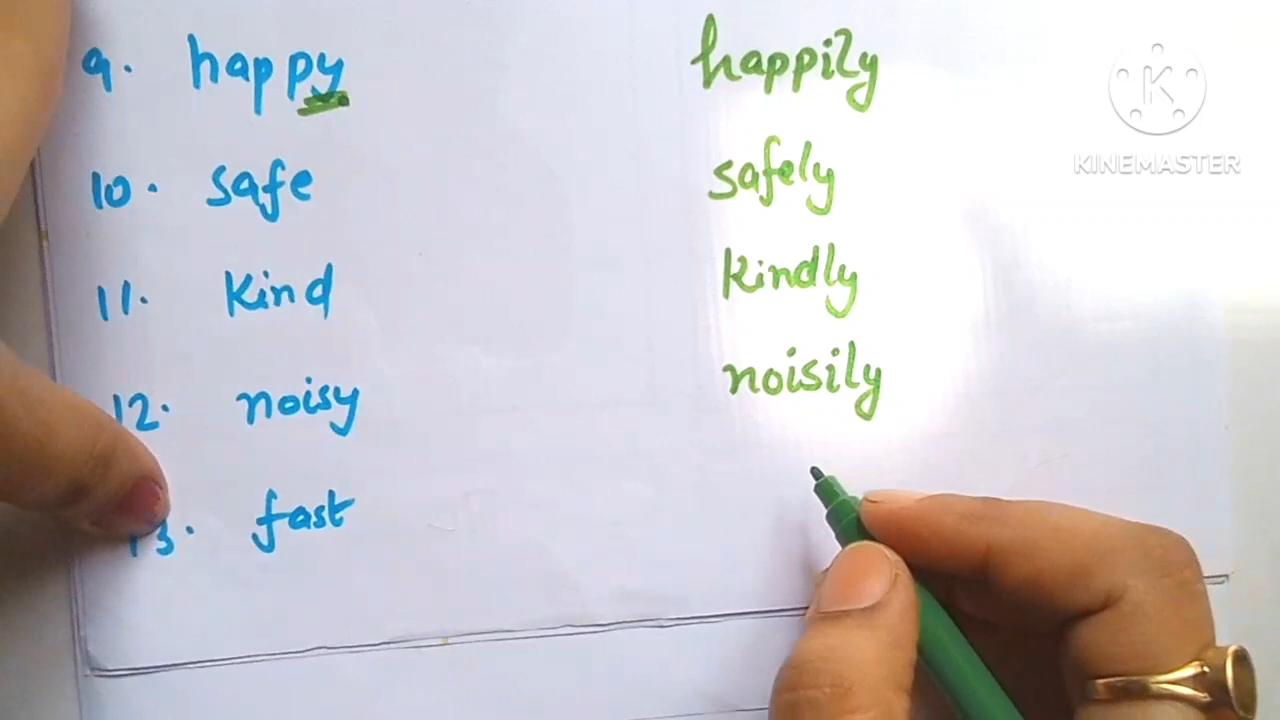 9. happy happily
10. safe safely
11. Kind Kindly
12. noisy noisily
13. fast
K
KINEMASTER